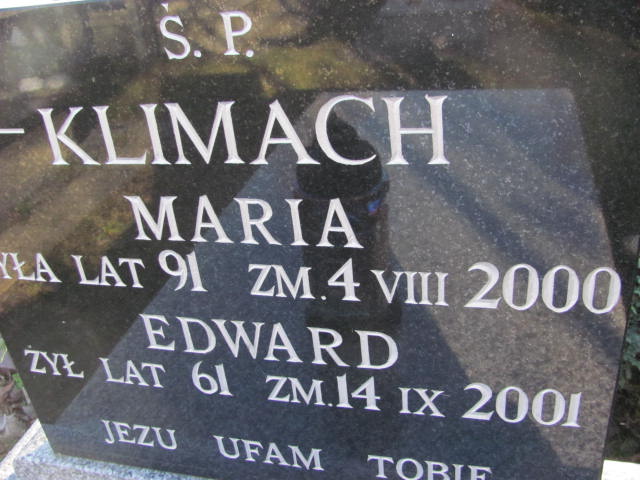 Ś. P.
KLIMACH
MARIA
ŻYŁA LAT 91 ZM. 4 VIII 2000
EDWARD
ŻYŁ LAT 61 ZM. 14 IX 2001
JEZU UFAM TOBIE